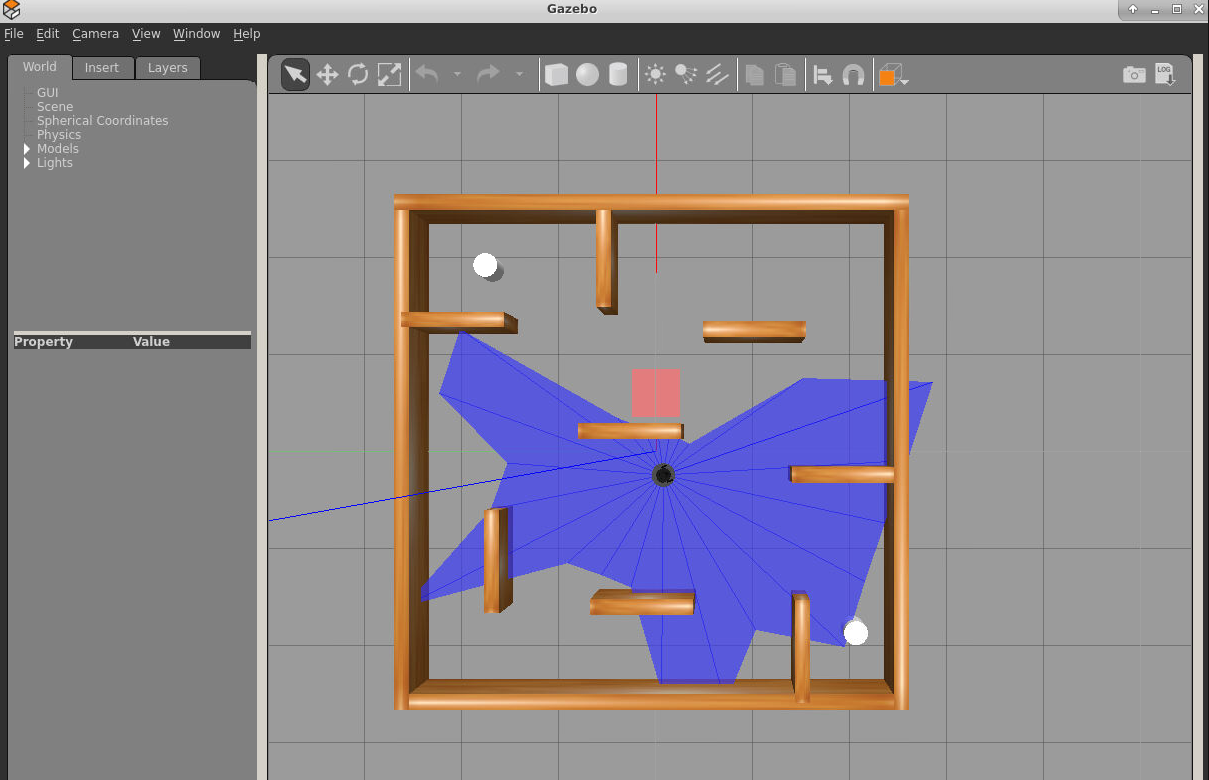 Gazebo
File Edit Camera View Window Help
World Insert Layers
GUI
Scene
Spherical Coordinates
Physics
Models
Lights
Property Value
LOG